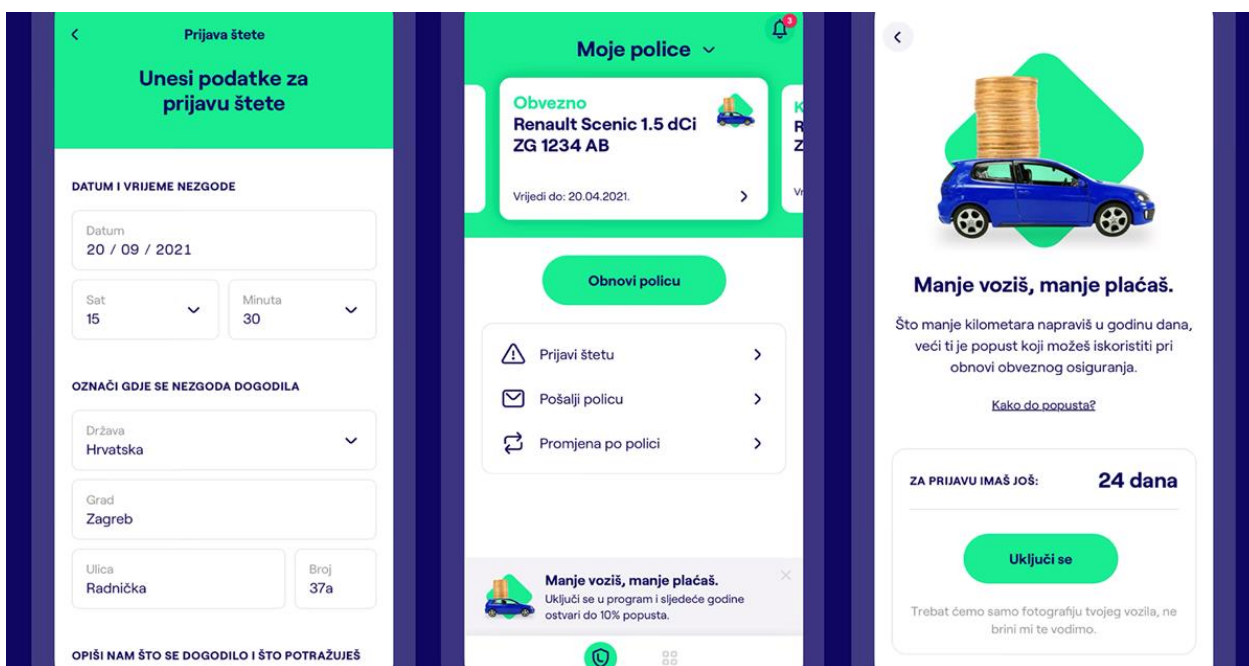 Prijava štete
Unesi podatke za
prijavu štete
DATUM I VRIJEME NEZGODE
Datum
20 / 09 / 2021
Sat
15
Minuta
30
OZNAČI GDJE SE NEZGODA DOGODILA
Država
Hrvatska
Grad
Zagreb
Ulica
Radnička
Broj
37a
OPIŠI NAM ŠTO SE DOGODILO I ŠTO POTRAŽUJEŠ
3
Moje police
Obvezno
Renault Scenic 1.5 dCi
ZG 1234 AB
Vrijedi do: 20.04.2021.
K
R
Z
Vr
Obnovi policu
Prijavi štetu
Pošalji policu
Promjena po polici
Manje voziš, manje plaćaš.
Uključi se u program i sljedeće godine
ostvari do 10% popusta.
Manje voziš, manje plaćaš.
Što manje kilometara napraviš u godinu dana,
veći ti je popust koji možeš iskoristiti pri
obnovi obveznog osiguranja.
Kako do popusta?
ZA PRIJAVU IMAŠ JOŠ:
24 dana
Uključi se
Trebat ćemo samo fotografiju tvojeg vozila, ne
brini mi te vodimo.